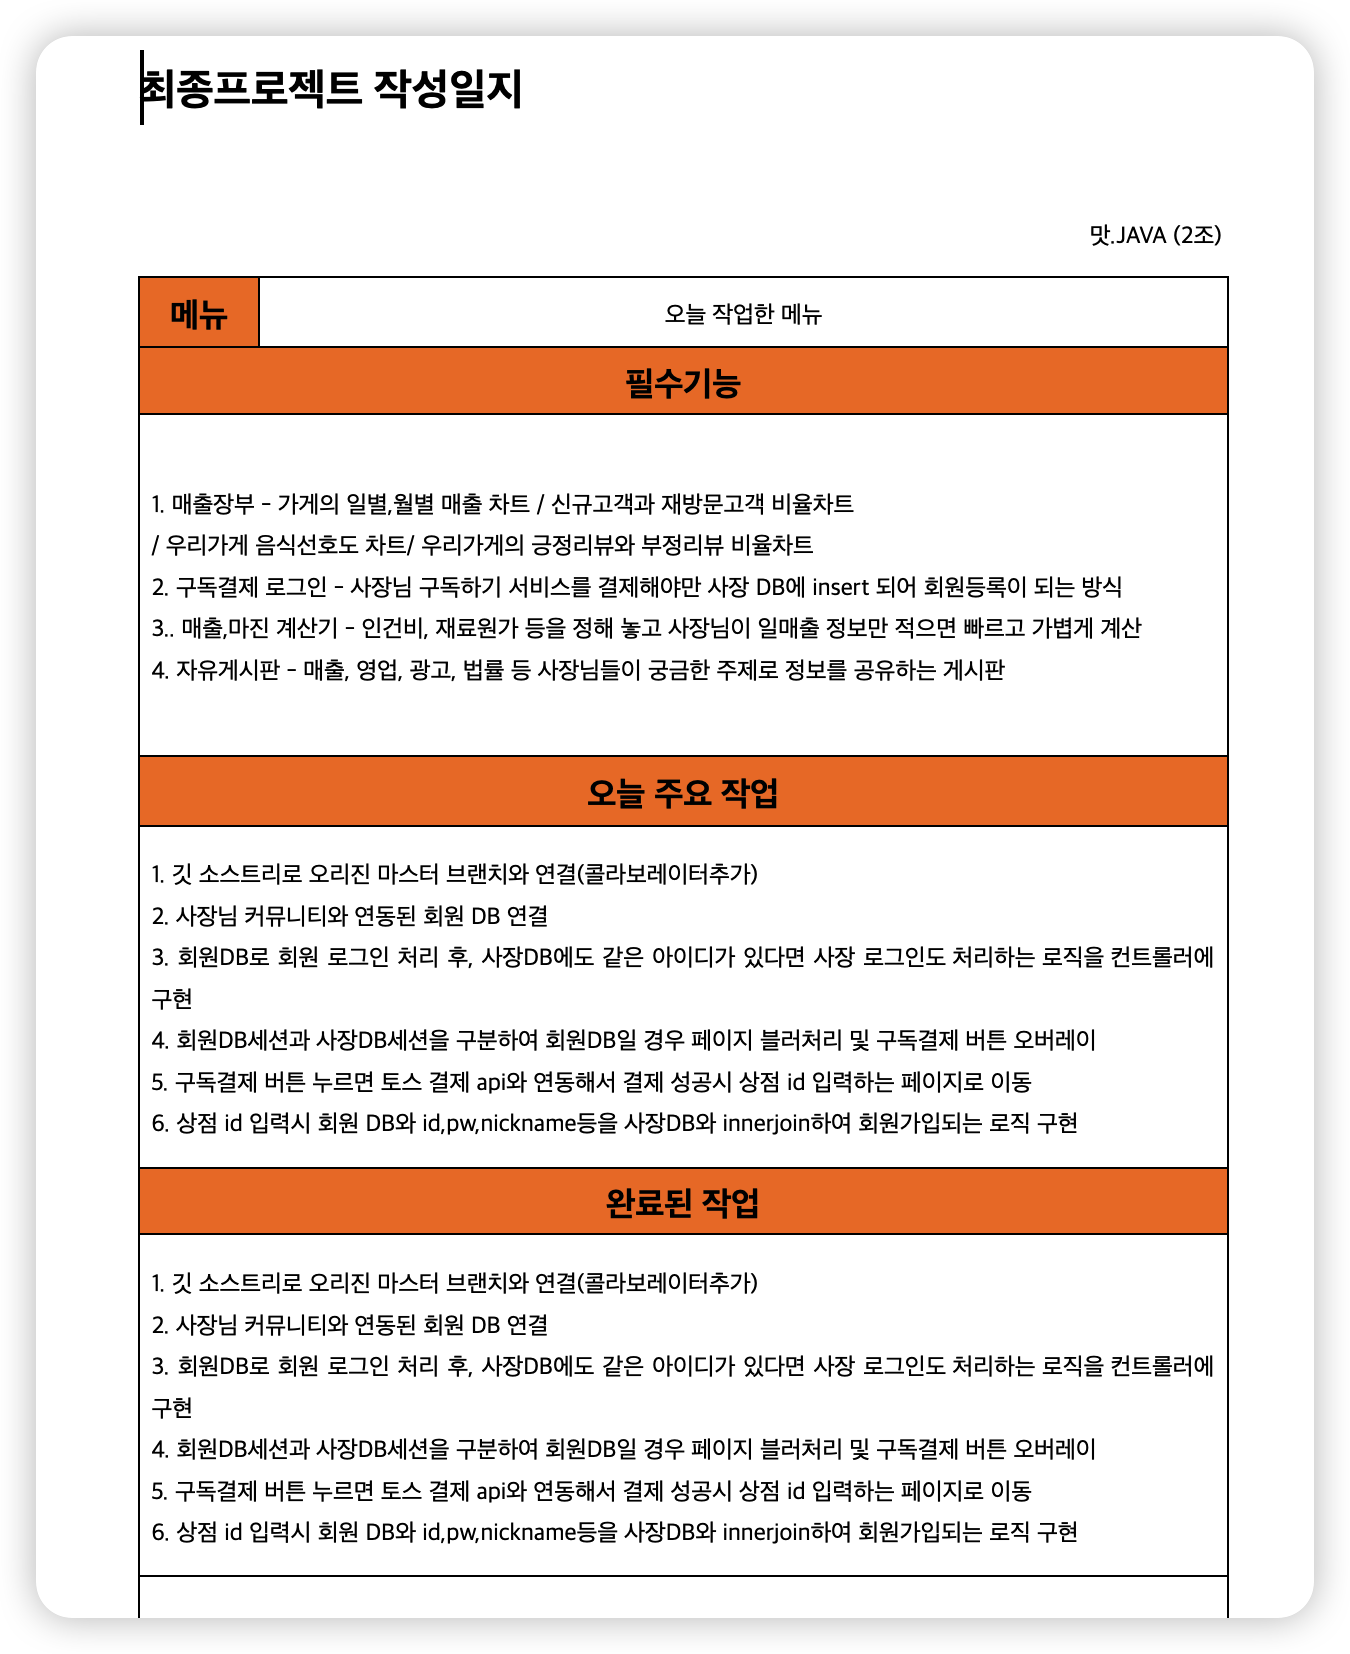 최종프로젝트 작성일지
맛.JAVA (2조)
메뉴
오늘 작업한 메뉴
필수기능
1. 매출장부 - 가게의 일별,월별 매출 차트 / 신규고객과 재방문고객 비율차트
/ 우리가게 음식선호도 차트/ 우리가게의 긍정리뷰와 부정리뷰 비율차트
2. 구독결제 로그인 - 사장님 구독하기 서비스를 결제해야만 사장 DB에 insert 되어 회원등록이 되는 방식
3.. 매출,마진 계산기 - 인건비, 재료원가 등을 정해 놓고 사장님이 일매출 정보만 적으면 빠르고 가볍게 계산
4. 자유게시판 - 매출, 영업, 광고, 법률 등 사장님들이 궁금한 주제로 정보를 공유하는 게시판
오늘 주요 작업
1. 깃 소스트리로 오리진 마스터 브랜치와 연결(콜라보레이터추가)
2. 사장님 커뮤니티와 연동된 회원 DB 연결
3. 회원DB로 회원 로그인 처리 후, 사장DB에도 같은 아이디가 있다면 사장 로그인도 처리하는 로직을 컨트롤러에
구현
4. 회원DB세션과 사장DB세션을 구분하여 회원DB일 경우 페이지 블러처리 및 구독결제 버튼 오버레이
5. 구독결제 버튼 누르면 토스 결제 api와 연동해서 결제 성공시 상점 id 입력하는 페이지로 이동
6. 상점 id 입력시 회원 DB와 id,pw,nickname등을 사장DB와 innerjoin하여 회원가입되는 로직 구현
완료된 작업
1. 깃 소스트리로 오리진 마스터 브랜치와 연결(콜라보레이터추가)
2. 사장님 커뮤니티와 연동된 회원 DB 연결
3. 회원DB로 회원 로그인 처리 후, 사장DB에도 같은 아이디가 있다면 사장 로그인도 처리하는 로직을 컨트롤러에
구현
4. 회원DB세션과 사장DB세션을 구분하여 회원DB일 경우 페이지 블러처리 및 구독결제 버튼 오버레이
5. 구독결제 버튼 누르면 토스 결제 api와 연동해서 결제 성공시 상점 id 입력하는 페이지로 이동
6. 상점 id 입력시 회원 DB와 id,pw,nickname등을 사장DB와 innerjoin하여 회원가입되는 로직 구현